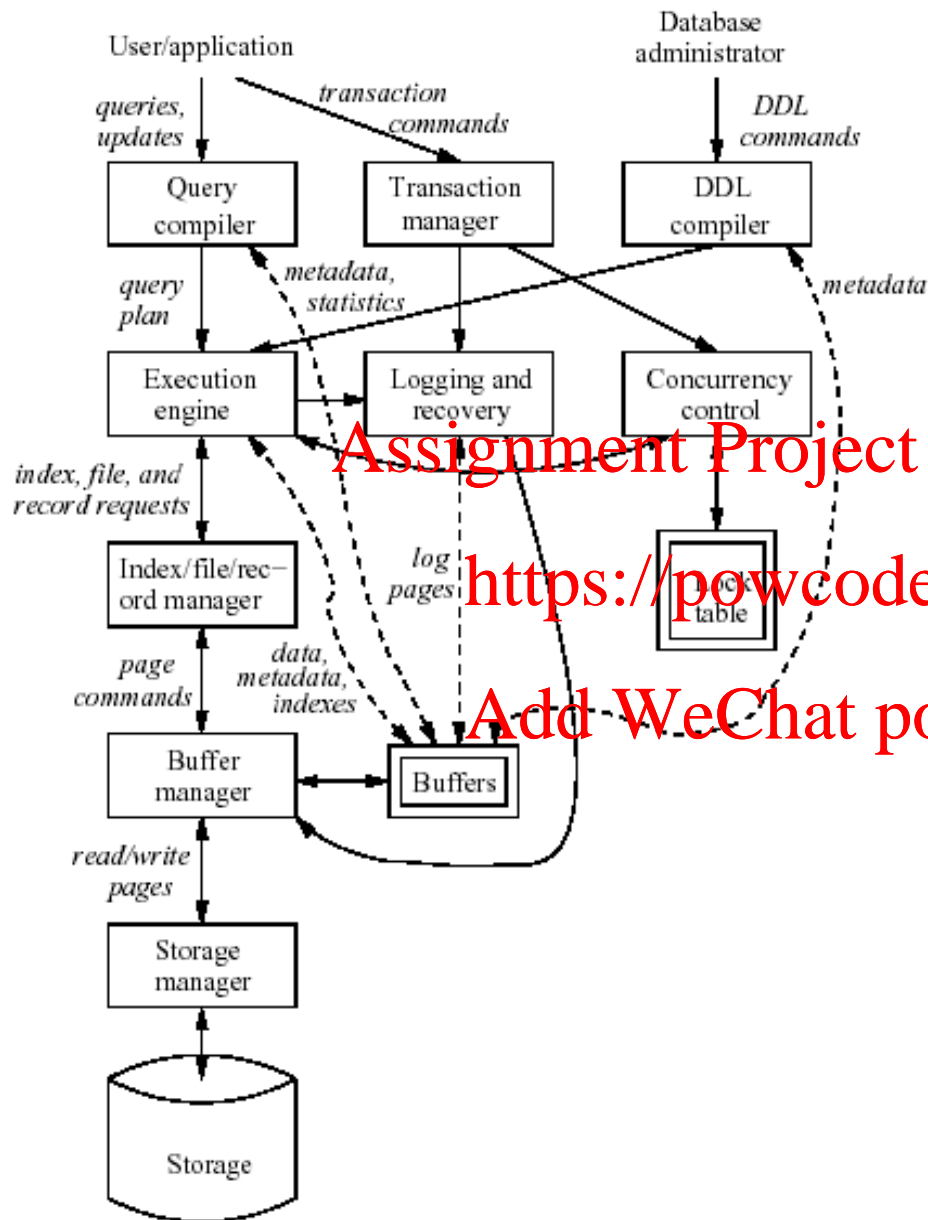 User/application
Database
administrator
queries,
updates
transaction
commands
DDL
commands
Query
compiler
Transaction
manager
DDL
compiler
query
plan
metadata,
statistics
metadata
Execution
engine
Logging and
recovery
Concurrency
control
Assignment Project
index, file, and
record requests
log
pages
https://powcode
Index/file/rec-
ord manager
Lock
table
page
commands
data,
metadata,
indexes
Add WeChat po
Buffer
manager
Buffers
read/write
pages
Storage
manager
Storage